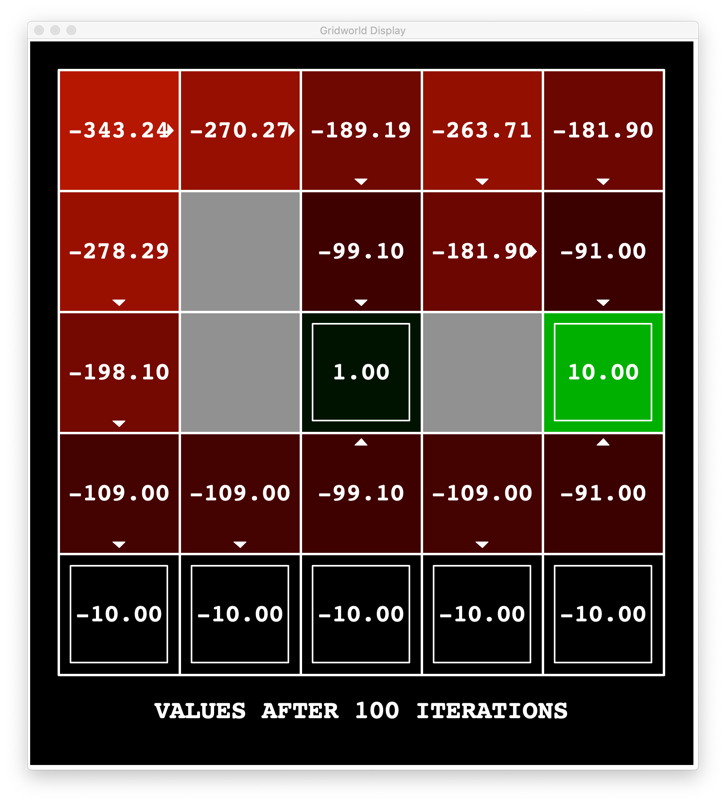 Gridworld Display
-343.24 -270.27 -189.19 -263.71 -181.90
-278.29 -99.10 -181.90 -91.00
-198.10 1.00 10.00
-109.00 -109.00 -99.10 -109.00 -91.00
-10.00 -10.00 -10.00 -10.00 -10.00
VALUES AFTER 100 ITERATIONS